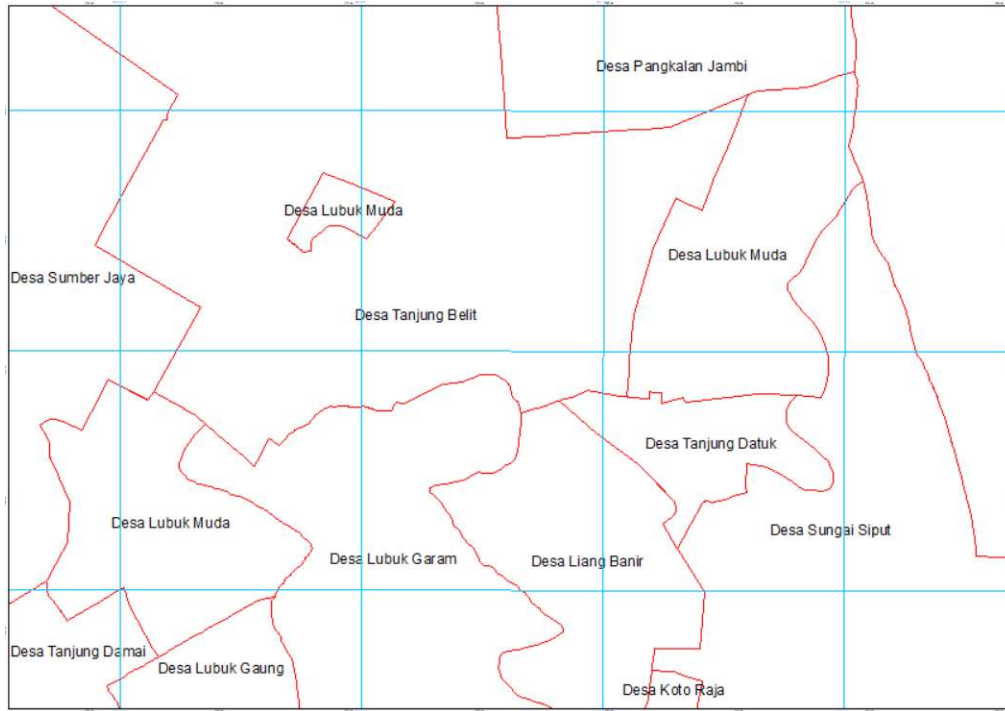 Desa Pangkalan Jambi
Desa Lubuk Muda
Desa Lubuk Muda
Desa Sumber Jaya
Desa Tanjung Belit
Desa Tanjung Datuk
Desa Lubuk Muda
Desa Sungai Siput
Desa Lubuk Garam
Desa Liang Banir
Desa Tanjung Damai
Desa Lubuk Gaung
Desa Koto Raja